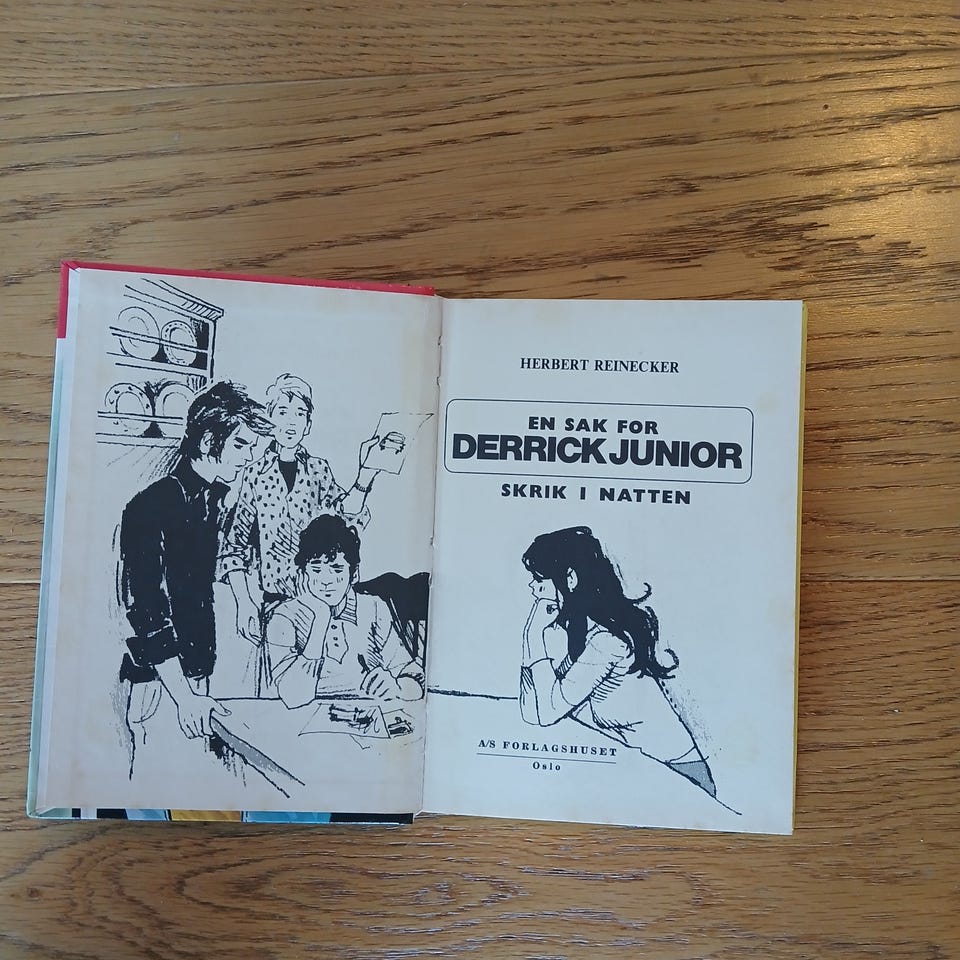 HERBERT REINECKER
EN SAK FOR
DERRICK JUNIOR
SKRIK I NATTEN
A/S FORLAGSHUSET
Oslo